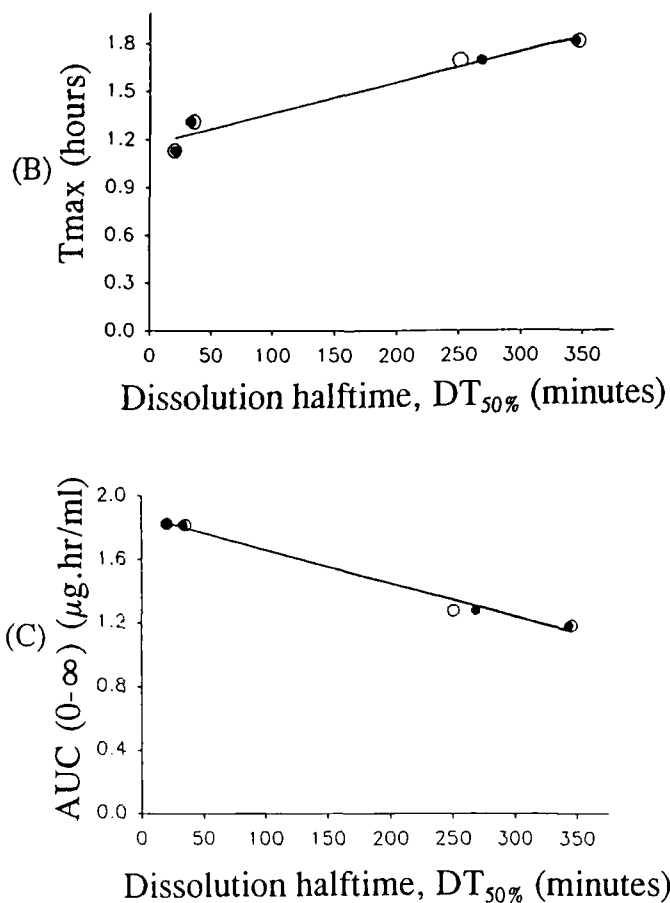 (B)
Tmax (hours)
1.8
1.5
1.2
0.9
0.6
0.3
0.0
0 50 100 150 200 250 300 350
Dissolution halftime, DT50% (minutes)
(C)
AUC (0-∞) (μg.hr/ml)
2.0
1.6
1.2
0.8
0.4
0.0
0 50 100 150 200 250 300 350
Dissolution halftime, DT50% (minutes)